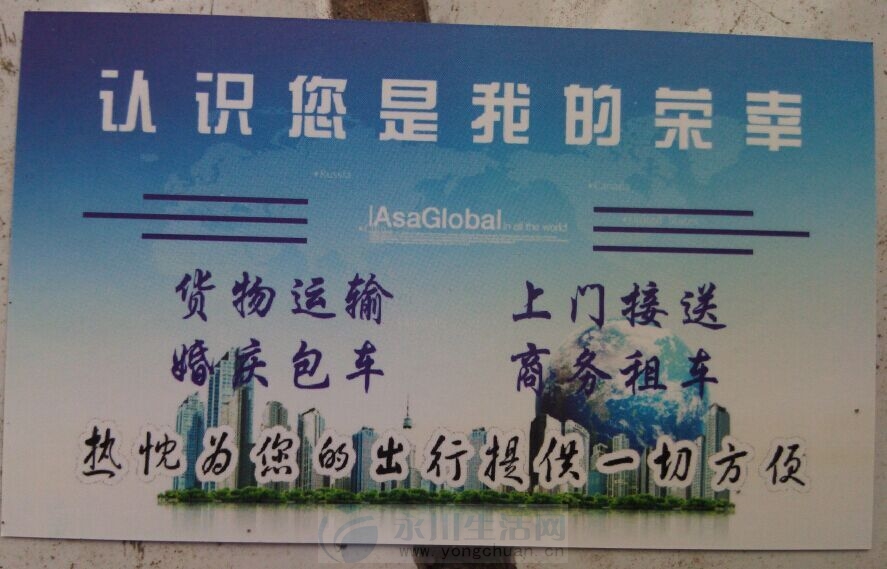 认识您是我的荣幸
Russia
Canada
AsaGlobal in all the world
货物运输 上门接送
婚庆包车 商务租车
热忱为您的出行提供一切方便
永川生活网
www.yongchuan.cn